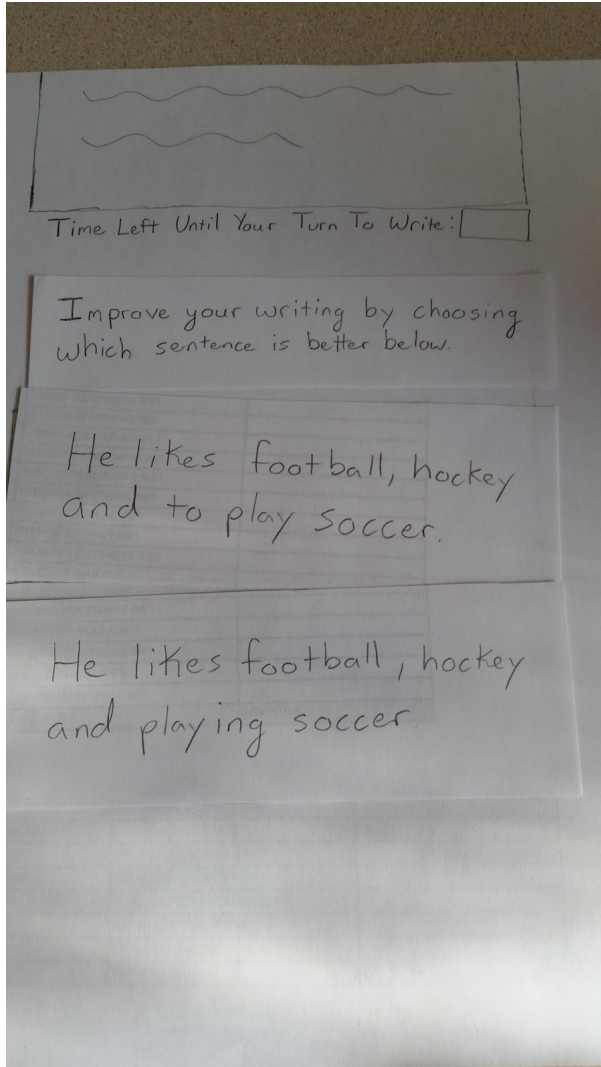 Time Left Until Your Turn To Write:
Improve your writing by choosing
which sentence is better below.
He likes football, hockey
and to play soccer.
He likes football, hockey
and playing soccer.